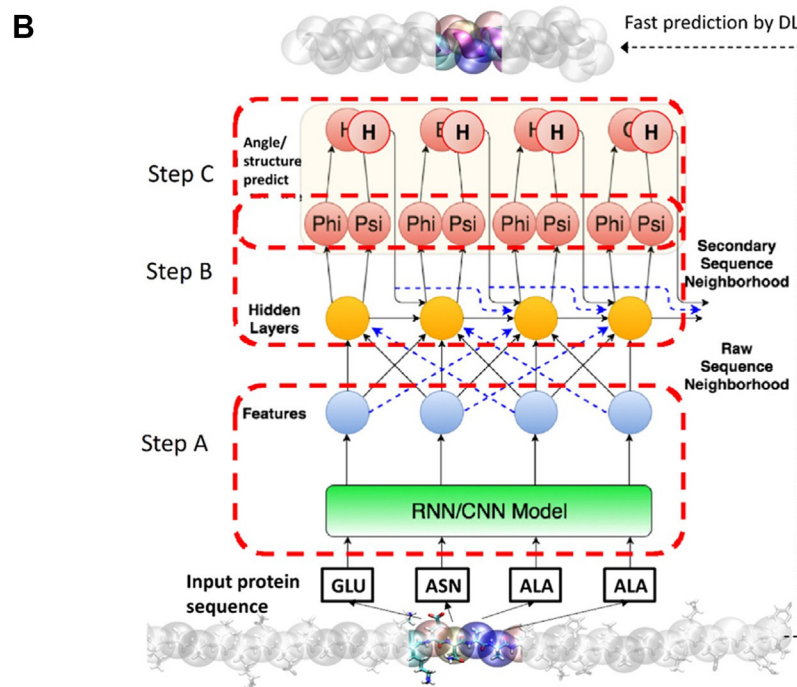 B
Fast prediction by DL
H H E H H H C H
Angle/
structure
predict
Step C
Phi Psi Phi Psi Phi Psi Phi Psi
Step B
Secondary
Sequence
Neighborhood
Hidden
Layers
Raw
Sequence
Neighborhood
Features
Step A
RNN/CNN Model
Input protein
sequence
GLU ASN ALA ALA